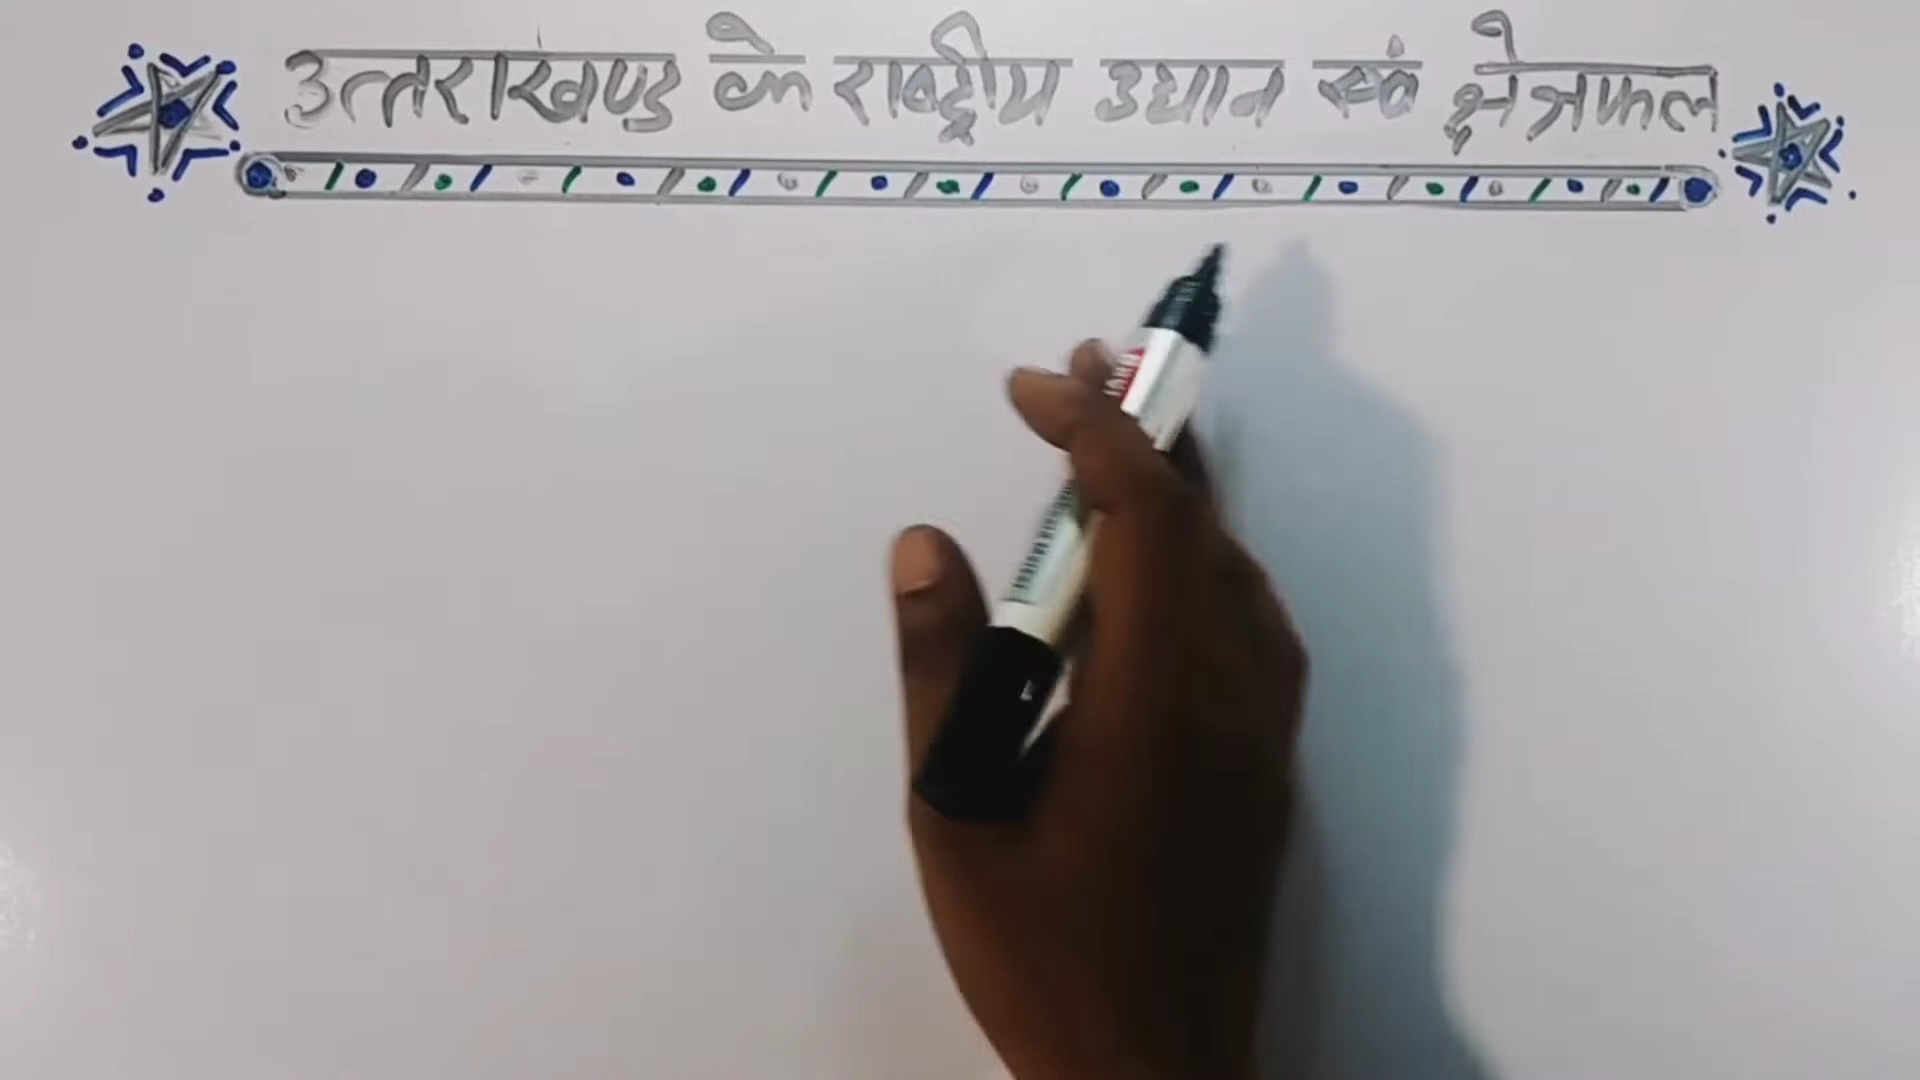 उत्तराखण्ड के राष्ट्रीय उद्यान एवं क्षेत्रफल